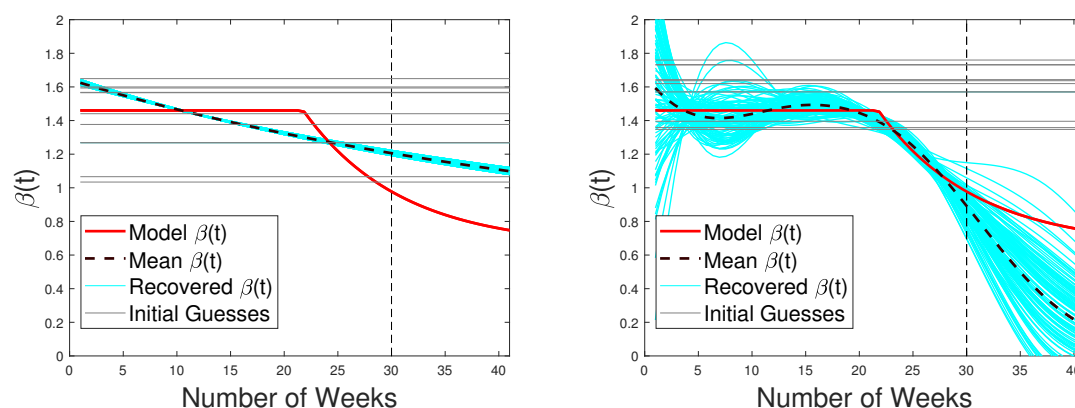 2
1.8
1.6
1.4
1.2
1
0.8
0.6
0.4
0.2
0
β(t)
Model β(t)
Mean β(t)
Recovered β(t)
Initial Guesses
0 5 10 15 20 25 30 35 40
Number of Weeks
2
1.8
1.6
1.4
1.2
1
0.8
0.6
0.4
0.2
0
β(t)
Model β(t)
Mean β(t)
Recovered β(t)
Initial Guesses
0 5 10 15 20 25 30 35 40
Number of Weeks